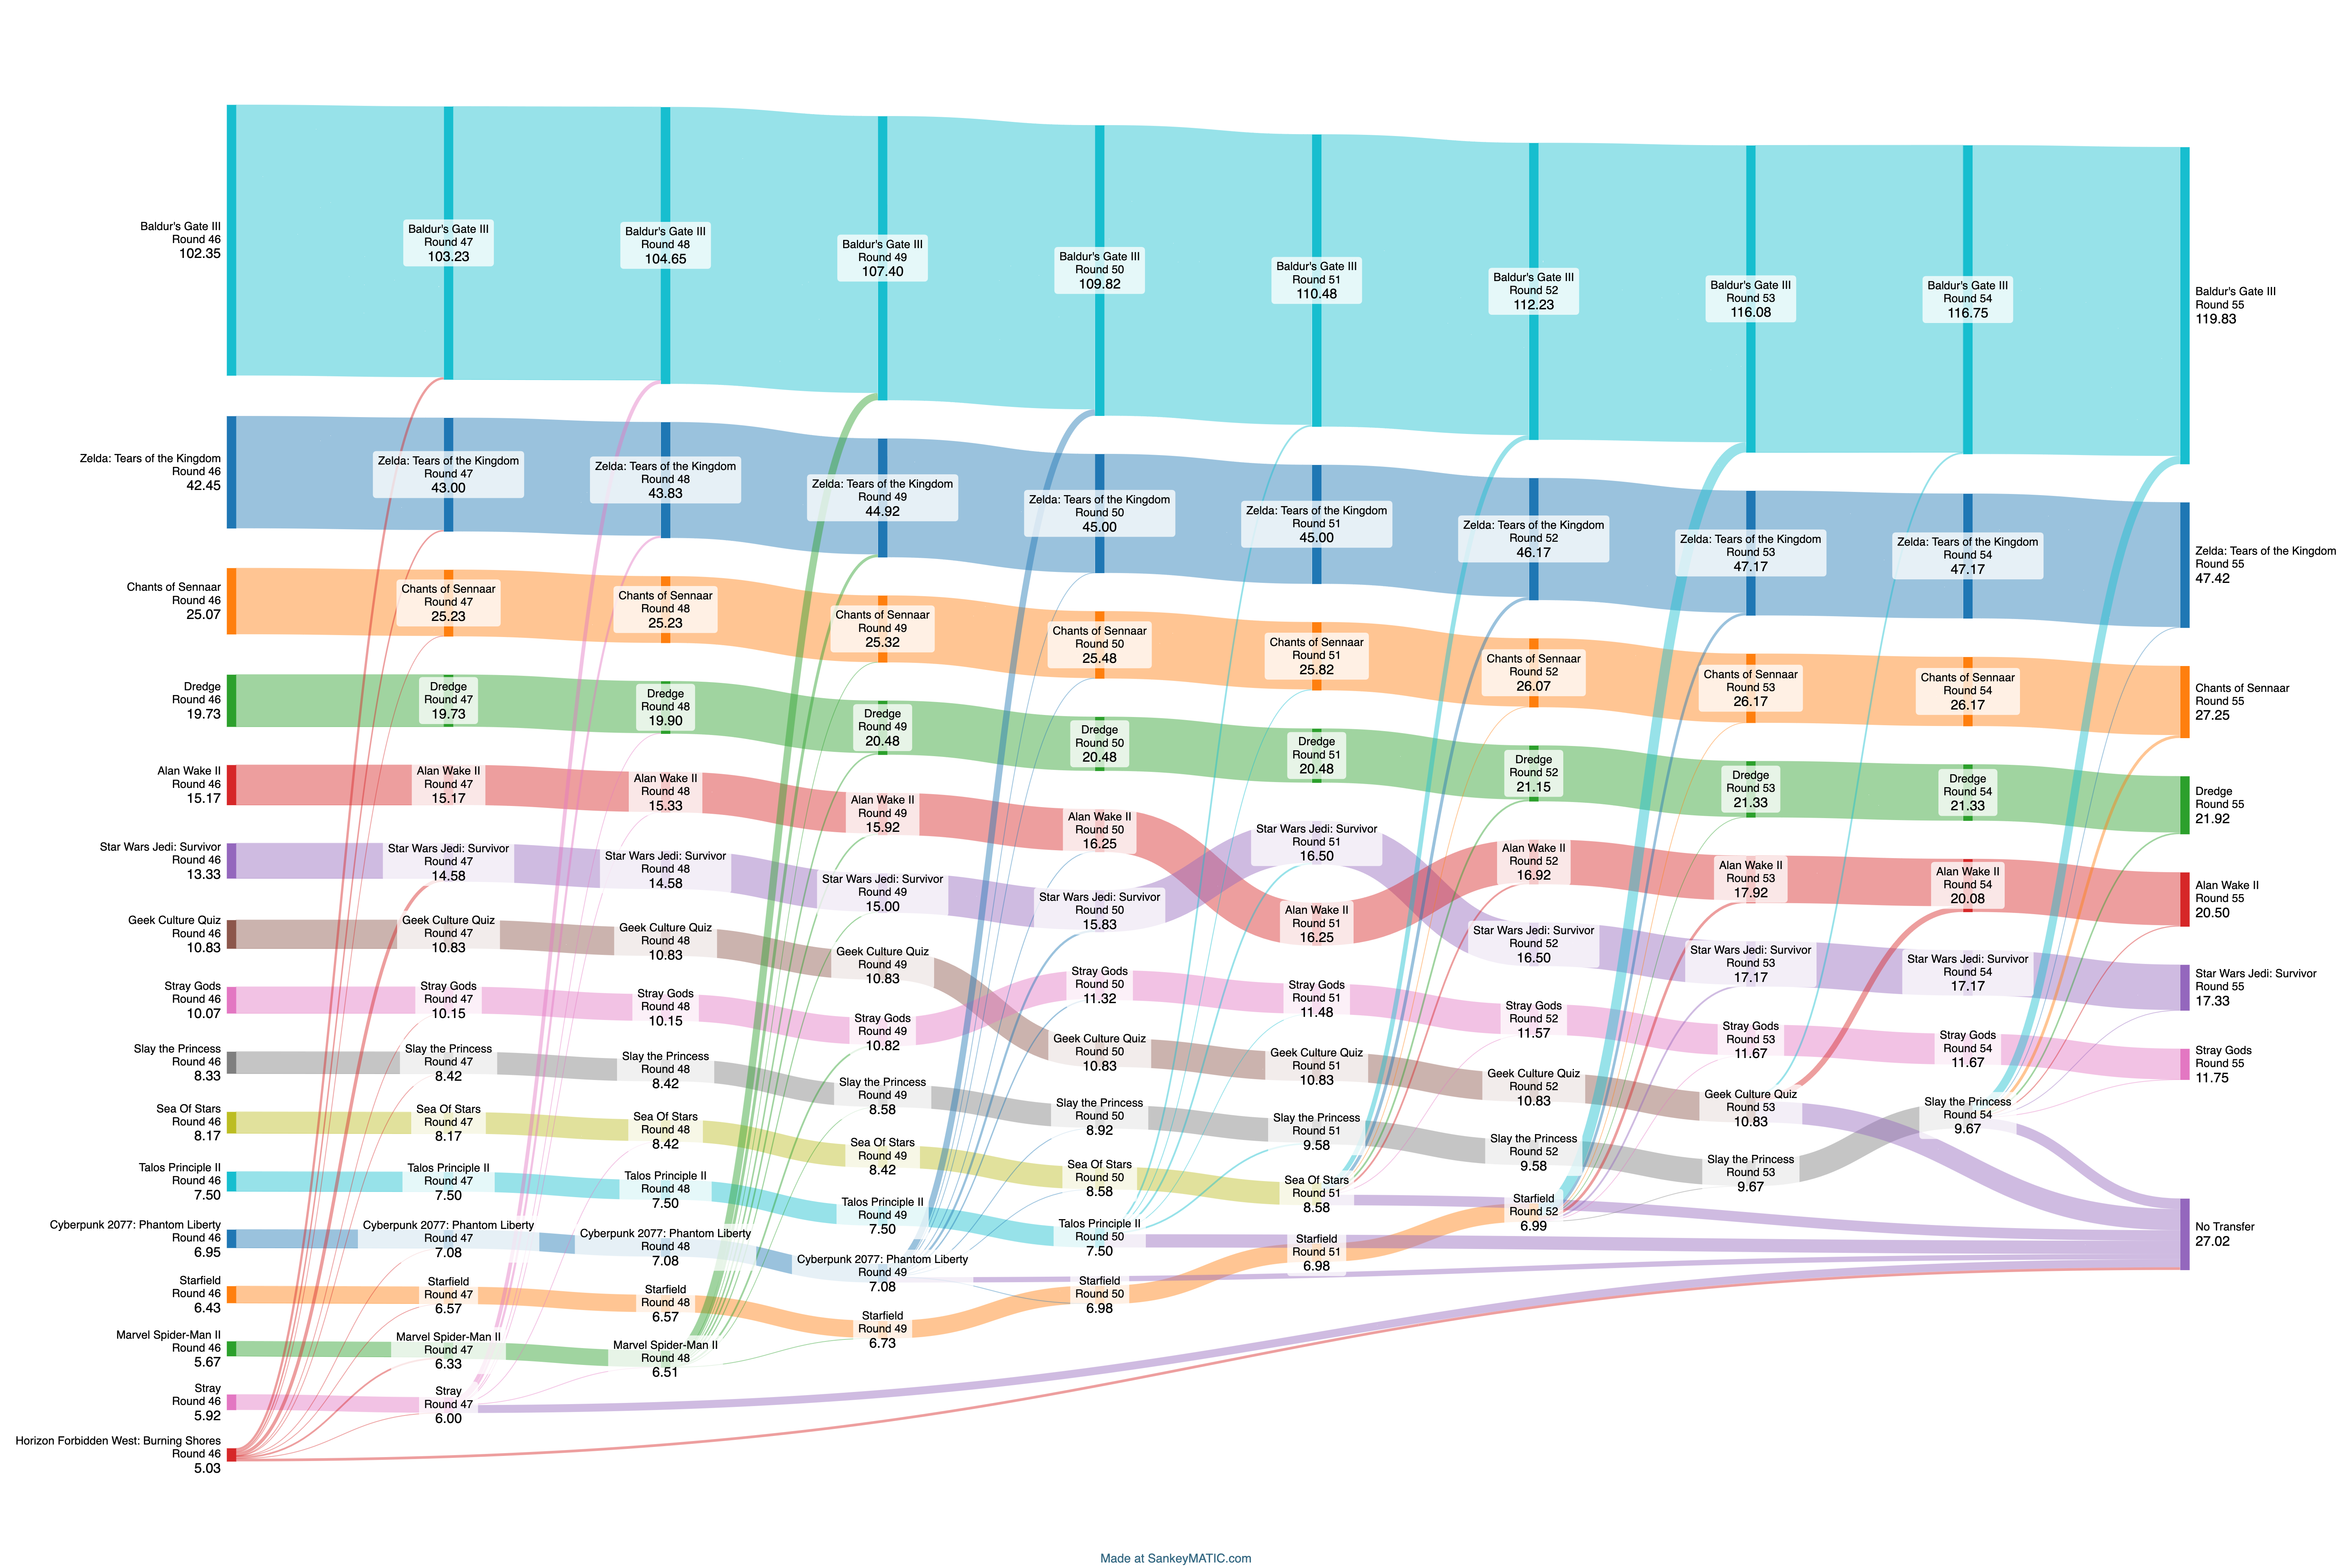 Baldur's Gate III
Round 46
102.35
Zelda: Tears of the Kingdom
Round 46
42.45
Chants of Sennaar
Round 46
25.07
Dredge
Round 46
19.73
Alan Wake II
Round 46
15.17
Star Wars Jedi: Survivor
Round 46
13.33
Geek Culture Quiz
Round 46
10.83
Stray Gods
Round 46
10.07
Slay the Princess
Round 46
8.33
Sea Of Stars
Round 46
8.17
Talos Principle II
Round 46
7.50
Cyberpunk 2077: Phantom Liberty
Round 46
6.95
Starfield
Round 46
6.43
Marvel Spider-Man II
Round 46
5.67
Stray
Round 46
5.92
Horizon Forbidden West: Burning Shores
Round 46
5.03
Baldur's Gate III
Round 47
103.23
Zelda: Tears of the Kingdom
Round 47
43.00
Chants of Sennaar
Round 47
25.23
Dredge
Round 47
19.73
Alan Wake II
Round 47
15.17
Star Wars Jedi: Survivor
Round 47
14.58
Geek Culture Quiz
Round 47
10.83
Stray Gods
Round 47
10.15
Slay the Princess
Round 47
8.42
Sea Of Stars
Round 47
8.17
Talos Principle II
Round 47
7.50
Cyberpunk 2077: Phantom Liberty
Round 47
7.08
Starfield
Round 47
6.57
Marvel Spider-Man II
Round 47
6.33
Stray
Round 47
6.00
Baldur's Gate III
Round 48
104.65
Zelda: Tears of the Kingdom
Round 48
43.83
Chants of Sennaar
Round 48
25.23
Dredge
Round 48
19.90
Alan Wake II
Round 48
15.33
Star Wars Jedi: Survivor
Round 48
14.58
Geek Culture Quiz
Round 48
10.83
Stray Gods
Round 48
10.15
Slay the Princess
Round 48
8.42
Sea Of Stars
Round 48
8.42
Talos Principle II
Round 48
7.50
Cyberpunk 2077: Phantom Liberty
Round 48
7.08
Starfield
Round 48
6.57
Marvel Spider-Man II
Round 48
6.51
Baldur's Gate III
Round 49
107.40
Zelda: Tears of the Kingdom
Round 49
44.92
Chants of Sennaar
Round 49
25.32
Dredge
Round 49
20.48
Alan Wake II
Round 49
15.92
Star Wars Jedi: Survivor
Round 49
15.00
Geek Culture Quiz
Round 49
10.83
Stray Gods
Round 49
10.82
Slay the Princess
Round 49
8.58
Sea Of Stars
Round 49
8.42
Talos Principle II
Round 49
7.50
Cyberpunk 2077: Phantom Liberty
Round 49
7.08
Starfield
Round 49
6.73
Baldur's Gate III
Round 50
109.82
Zelda: Tears of the Kingdom
Round 50
45.00
Chants of Sennaar
Round 50
25.48
Dredge
Round 50
20.48
Alan Wake II
Round 50
16.25
Star Wars Jedi: Survivor
Round 50
15.83
Stray Gods
Round 50
11.32
Geek Culture Quiz
Round 50
10.83
Slay the Princess
Round 50
8.92
Sea Of Stars
Round 50
8.58
Talos Principle II
Round 50
7.50
Starfield
Round 50
6.98
Baldur's Gate III
Round 51
110.48
Zelda: Tears of the Kingdom
Round 51
45.00
Chants of Sennaar
Round 51
25.82
Dredge
Round 51
20.48
Star Wars Jedi: Survivor
Round 51
16.50
Alan Wake II
Round 51
16.25
Stray Gods
Round 51
11.48
Geek Culture Quiz
Round 51
10.83
Slay the Princess
Round 51
9.58
Sea Of Stars
Round 51
8.58
Starfield
Round 51
6.98
Baldur's Gate III
Round 52
112.23
Zelda: Tears of the Kingdom
Round 52
46.17
Chants of Sennaar
Round 52
26.07
Dredge
Round 52
21.15
Alan Wake II
Round 52
16.92
Star Wars Jedi: Survivor
Round 52
16.50
Stray Gods
Round 52
11.57
Geek Culture Quiz
Round 52
10.83
Slay the Princess
Round 52
9.58
Starfield
Round 52
6.99
Baldur's Gate III
Round 53
116.08
Zelda: Tears of the Kingdom
Round 53
47.17
Chants of Sennaar
Round 53
26.17
Dredge
Round 53
21.33
Alan Wake II
Round 53
17.92
Star Wars Jedi: Survivor
Round 53
17.17
Stray Gods
Round 53
11.67
Geek Culture Quiz
Round 53
10.83
Slay the Princess
Round 53
9.67
Baldur's Gate III
Round 54
116.75
Zelda: Tears of the Kingdom
Round 54
47.17
Chants of Sennaar
Round 54
26.17
Dredge
Round 54
21.33
Alan Wake II
Round 54
20.08
Star Wars Jedi: Survivor
Round 54
17.17
Stray Gods
Round 54
11.67
Slay the Princess
Round 54
9.67
Baldur's Gate III
Round 55
119.83
Zelda: Tears of the Kingdom
Round 55
47.42
Chants of Sennaar
Round 55
27.25
Dredge
Round 55
21.92
Alan Wake II
Round 55
20.50
Star Wars Jedi: Survivor
Round 55
17.33
Stray Gods
Round 55
11.75
No Transfer
27.02
Made at SankeyMATIC.com